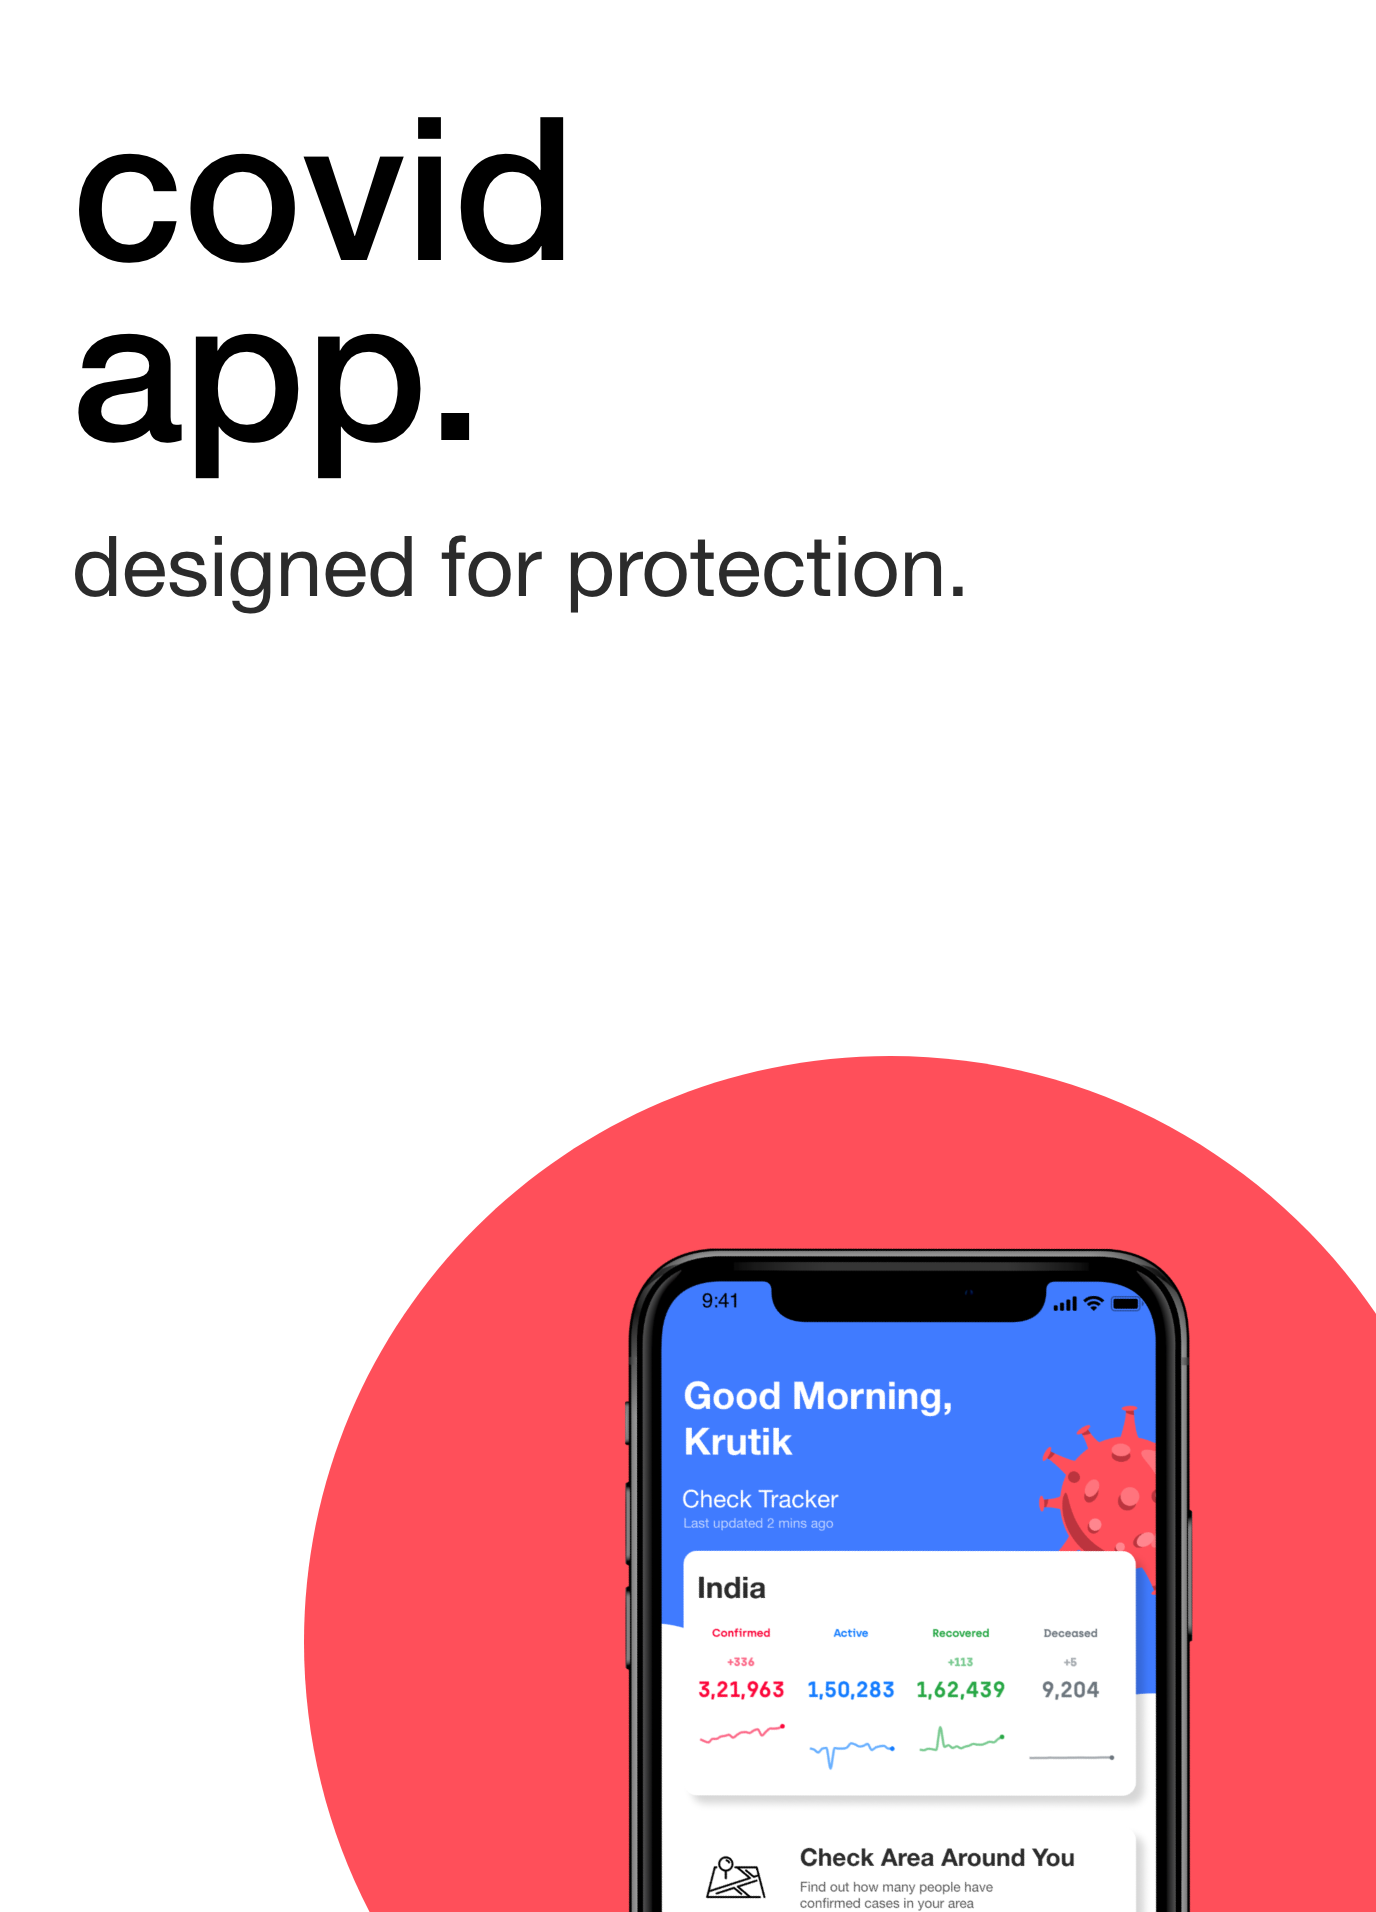 covid
app.
designed for protection.
9:41
Good Morning,
Krutik
Check Tracker
Last updated 2 mins ago
India
Confirmed Active Recovered Deceased
+336 +113 +5
3,21,963 1,50,283 1,62,439 9,204
Check Area Around You
Find out how many people have
confirmed cases in your area